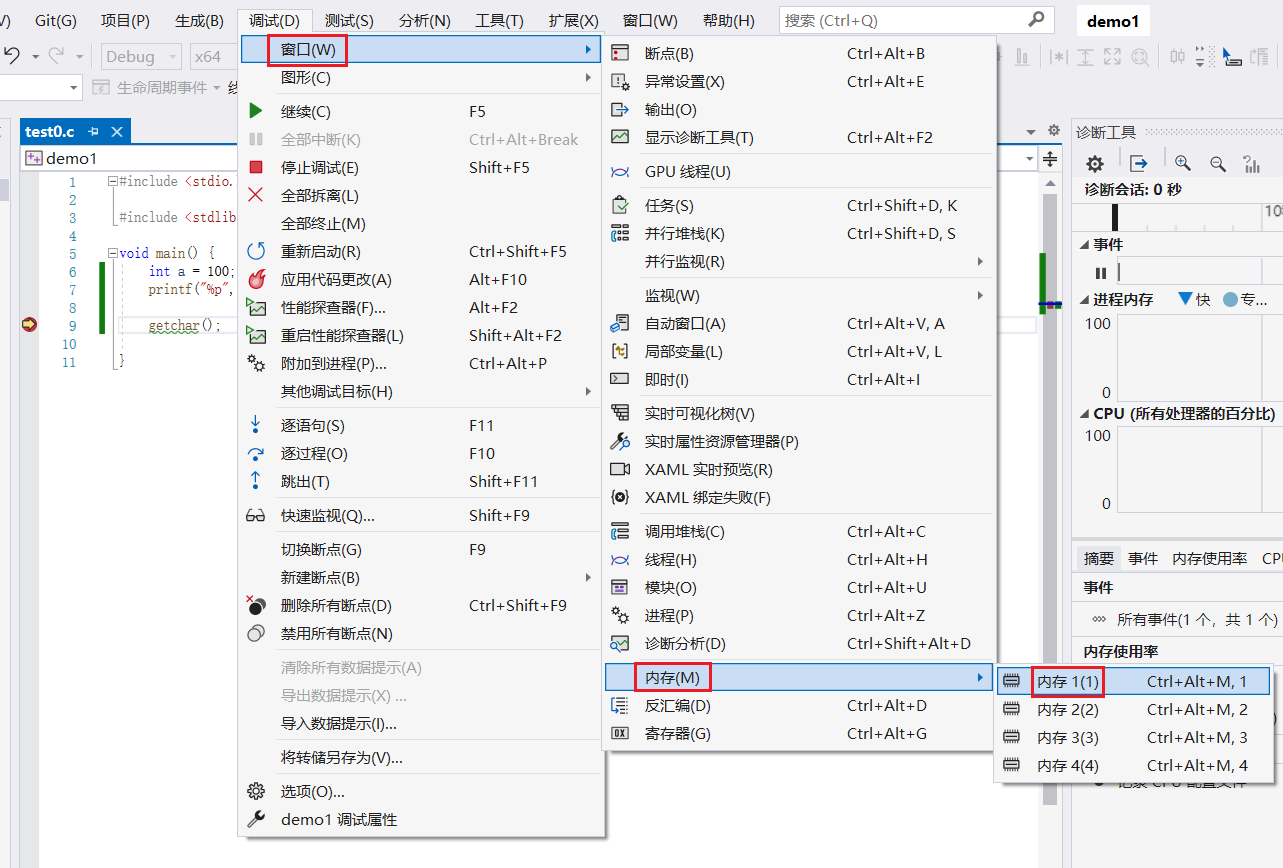 V) Git(G) 项目(P) 生成(B) 调试(D) 测试(S) 分析(N) 工具(T) 扩展(X) 窗口(W) 帮助(H) 搜索 (Ctrl+Q) demo1
Debug x64
生命周期事件
test0.c
demo1
1 #include <stdio.
2
3 #include <stdlib
4
5 void main() {
6 int a = 100;
7 printf("%p",
8
9 getchar();
10
11 }
窗口(W)
图形(C)
继续(C) F5
全部中断(K) Ctrl+Alt+Break
停止调试(E) Shift+F5
全部拆离(L)
全部终止(M)
重新启动(R) Ctrl+Shift+F5
应用代码更改(A) Alt+F10
性能探查器(F)... Alt+F2
重启性能探查器(L) Shift+Alt+F2
附加到进程(P)... Ctrl+Alt+P
其他调试目标(H)
逐语句(S) F11
逐过程(O) F10
跳出(T) Shift+F11
快速监视(Q)... Shift+F9
切换断点(G) F9
新建断点(B)
删除所有断点(D) Ctrl+Shift+F9
禁用所有断点(N)
清除所有数据提示(A)
导出数据提示(X) ...
导入数据提示(I)...
将转储另存为(V)...
选项(O)...
demo1 调试属性
断点(B) Ctrl+Alt+B
异常设置(X) Ctrl+Alt+E
输出(O)
显示诊断工具(T) Ctrl+Alt+F2
GPU 线程(U)
任务(S) Ctrl+Shift+D, K
并行堆栈(K) Ctrl+Shift+D, S
并行监视(R)
监视(W)
自动窗口(A) Ctrl+Alt+V, A
局部变量(L) Ctrl+Alt+V, L
即时(I) Ctrl+Alt+I
实时可视化树(V)
实时属性资源管理器(P)
XAML 实时预览(R)
XAML 绑定失败(F)
调用堆栈(C) Ctrl+Alt+C
线程(H) Ctrl+Alt+H
模块(O) Ctrl+Alt+U
进程(P) Ctrl+Alt+Z
诊断分析(D) Ctrl+Shift+Alt+D
内存(M)
反汇编(D) Ctrl+Alt+D
寄存器(G) Ctrl+Alt+G
内存 1(1) Ctrl+Alt+M, 1
内存 2(2) Ctrl+Alt+M, 2
内存 3(3) Ctrl+Alt+M, 3
内存 4(4) Ctrl+Alt+M, 4
诊断工具
诊断会话: 0 秒
事件
进程内存 快 专...
100
0
CPU (所有处理器的百分比)
100
0
摘要 事件 内存使用率 CPU
事件
所有事件(1 个，共 1 个)
内存使用率